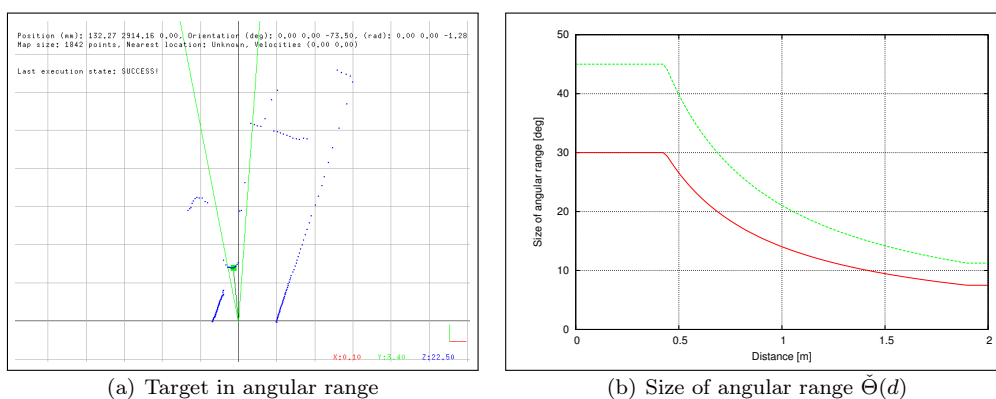 Position (mm): 132.27 2914.16 0.00, Orientation (deg): 0.00 0.00 -73.50, (rad): 0.00 0.00 -1.28
Map size: 1842 points, Nearest location: Unknown, Velocities (0.00 0.00)
Last execution state: SUCCESS!
X:0.10 Y:3.40 Z:22.50
(a) Target in angular range
50
40
30
20
10
0
Size of angular range [deg]
0 0.5 1 1.5 2
Distance [m]
(b) Size of angular range Θ̌(d)